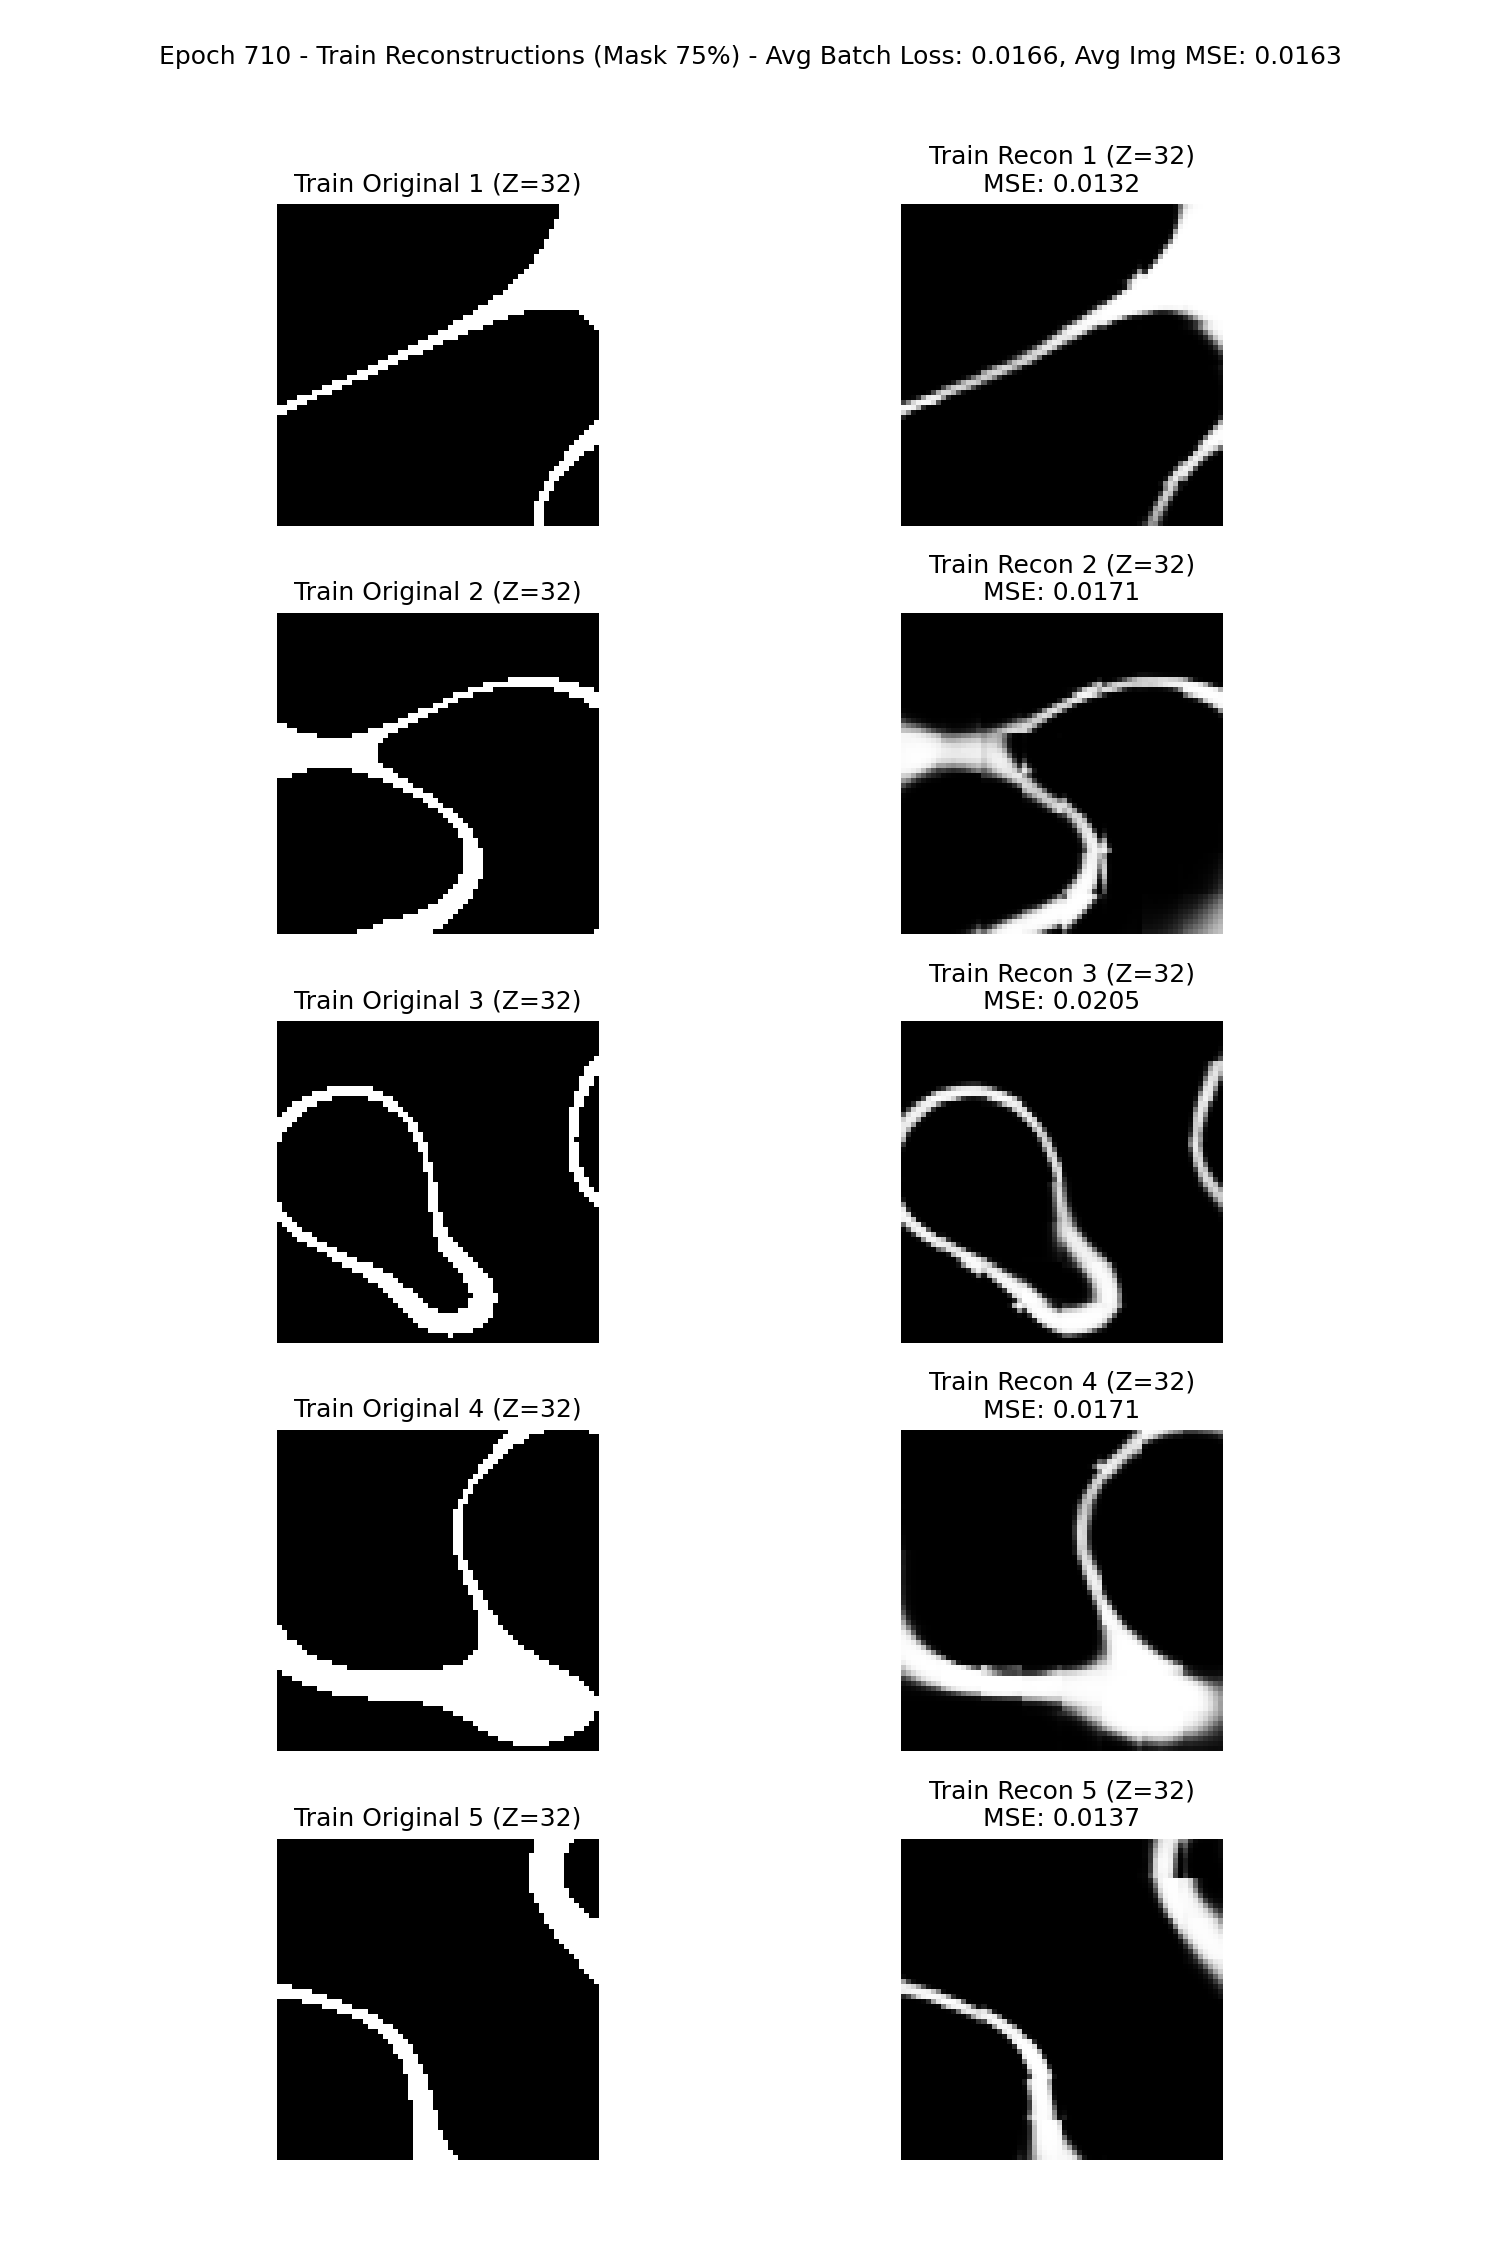 Epoch 710 - Train Reconstructions (Mask 75%) - Avg Batch Loss: 0.0166, Avg Img MSE: 0.0163
Train Original 1 (Z=32)
Train Recon 1 (Z=32)
MSE: 0.0132
Train Original 2 (Z=32)
Train Recon 2 (Z=32)
MSE: 0.0171
Train Original 3 (Z=32)
Train Recon 3 (Z=32)
MSE: 0.0205
Train Original 4 (Z=32)
Train Recon 4 (Z=32)
MSE: 0.0171
Train Original 5 (Z=32)
Train Recon 5 (Z=32)
MSE: 0.0137